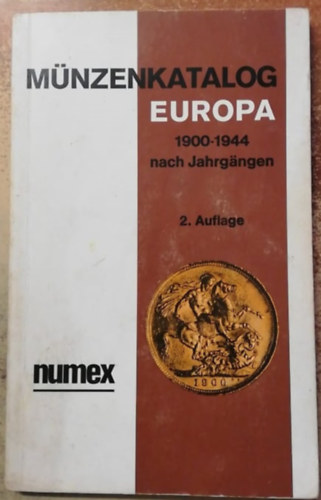 MÜNZENKATALOG
EUROPA
1900-1944
nach Jahrgängen
2. Auflage
1900
numex